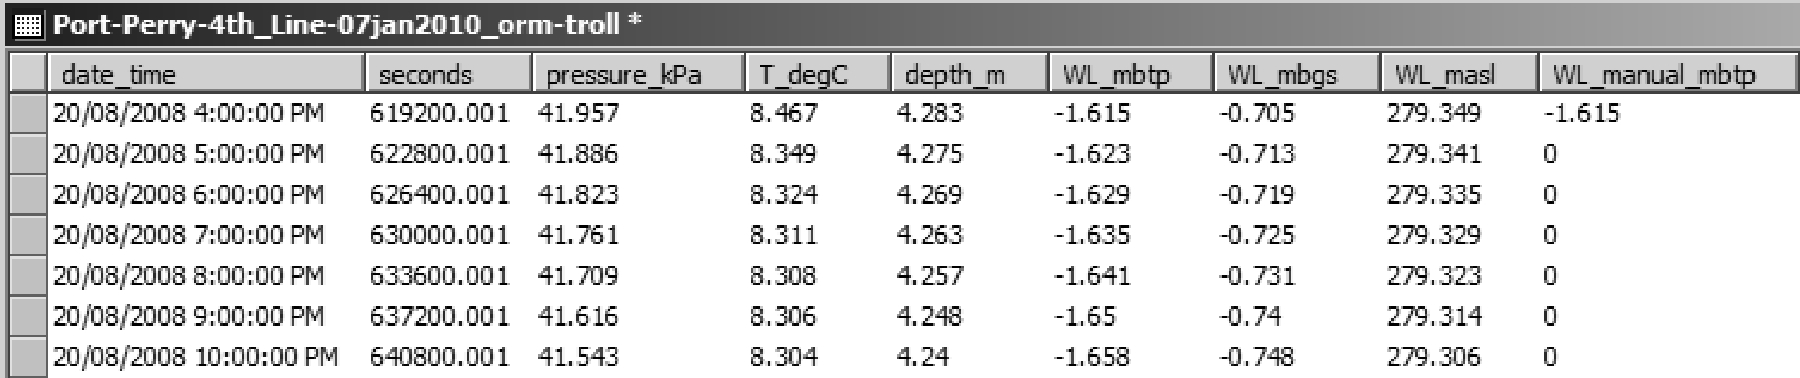 Port-Perry-4th_Line-07jan2010_orm-troll *
date_time seconds pressure_kPa T_degC depth_m WL_mbtp WL_mbgs WL_masl WL_manual_mbtp
20/08/2008 4:00:00 PM 619200.001 41.957 8.467 4.283 -1.615 -0.705 279.349 -1.615
20/08/2008 5:00:00 PM 622800.001 41.886 8.349 4.275 -1.623 -0.713 279.341 0
20/08/2008 6:00:00 PM 626400.001 41.823 8.324 4.269 -1.629 -0.719 279.335 0
20/08/2008 7:00:00 PM 630000.001 41.761 8.311 4.263 -1.635 -0.725 279.329 0
20/08/2008 8:00:00 PM 633600.001 41.709 8.308 4.257 -1.641 -0.731 279.323 0
20/08/2008 9:00:00 PM 637200.001 41.616 8.306 4.248 -1.65 -0.74 279.314 0
20/08/2008 10:00:00 PM 640800.001 41.543 8.304 4.24 -1.658 -0.748 279.306 0